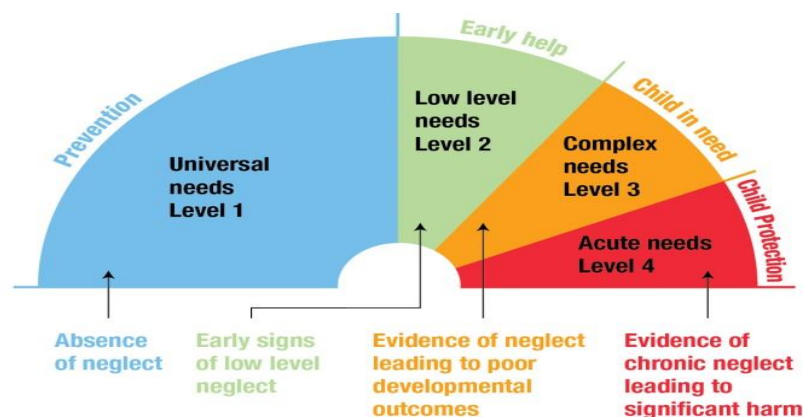 Prevention
Early help
Child in need
Child Protection
Universal
needs
Level 1
Low level
needs
Level 2
Complex
needs
Level 3
Acute needs
Level 4
Absence
of neglect
Early signs
of low level
neglect
Evidence of neglect
leading to poor
developmental
outcomes
Evidence of
chronic neglect
leading to
significant harm